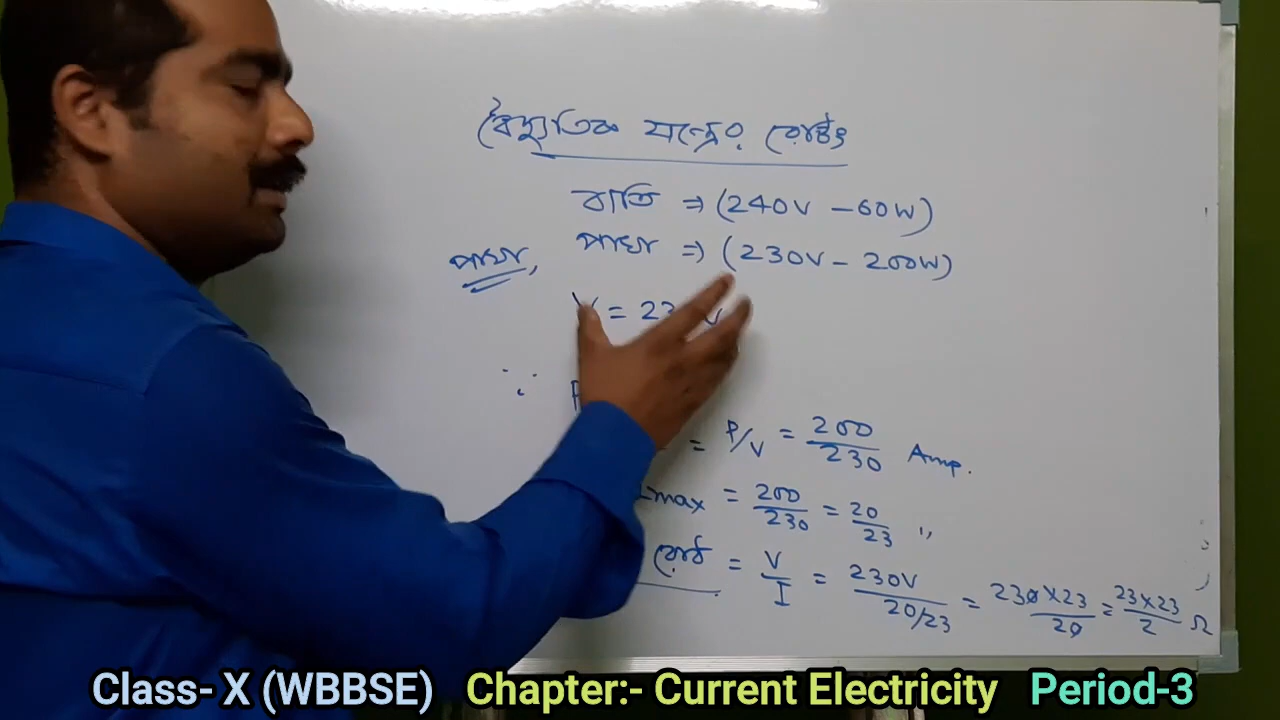 বৈদ্যুতিক যন্ত্রের রেটিং
বাতি ⇒ (240V – 60W)
পাখা ⇒ (230V – 200W)
পাখা,
V = 23 V
∵ P
= P/V = 200/230 Amp.
Imax = 200/230 = 20/23 "
রোধ = V/I = 230V / 20/23 = 230×23/20 = 23×23/2 Ω
Class- X (WBBSE) Chapter:- Current Electricity Period-3